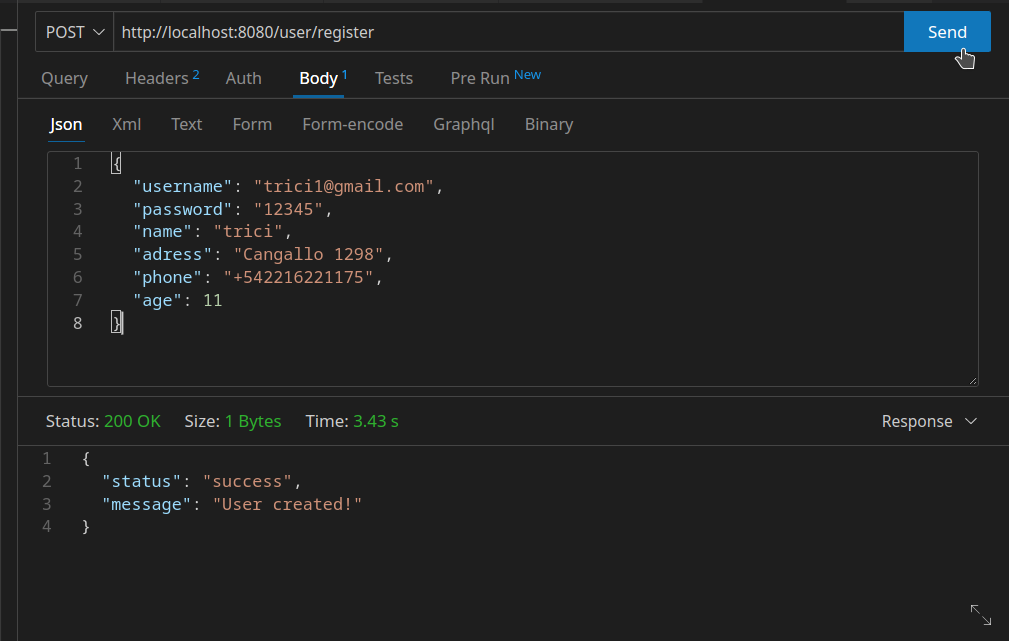 POST http://localhost:8080/user/register Send
Query Headers 2 Auth Body 1 Tests Pre Run New
Json Xml Text Form Form-encode Graphql Binary
1 {
2 "username": "trici1@gmail.com",
3 "password": "12345",
4 "name": "trici",
5 "adress": "Cangallo 1298",
6 "phone": "+542216221175",
7 "age": 11
8 }
Status: 200 OK Size: 1 Bytes Time: 3.43 s Response
1 {
2 "status": "success",
3 "message": "User created!"
4 }